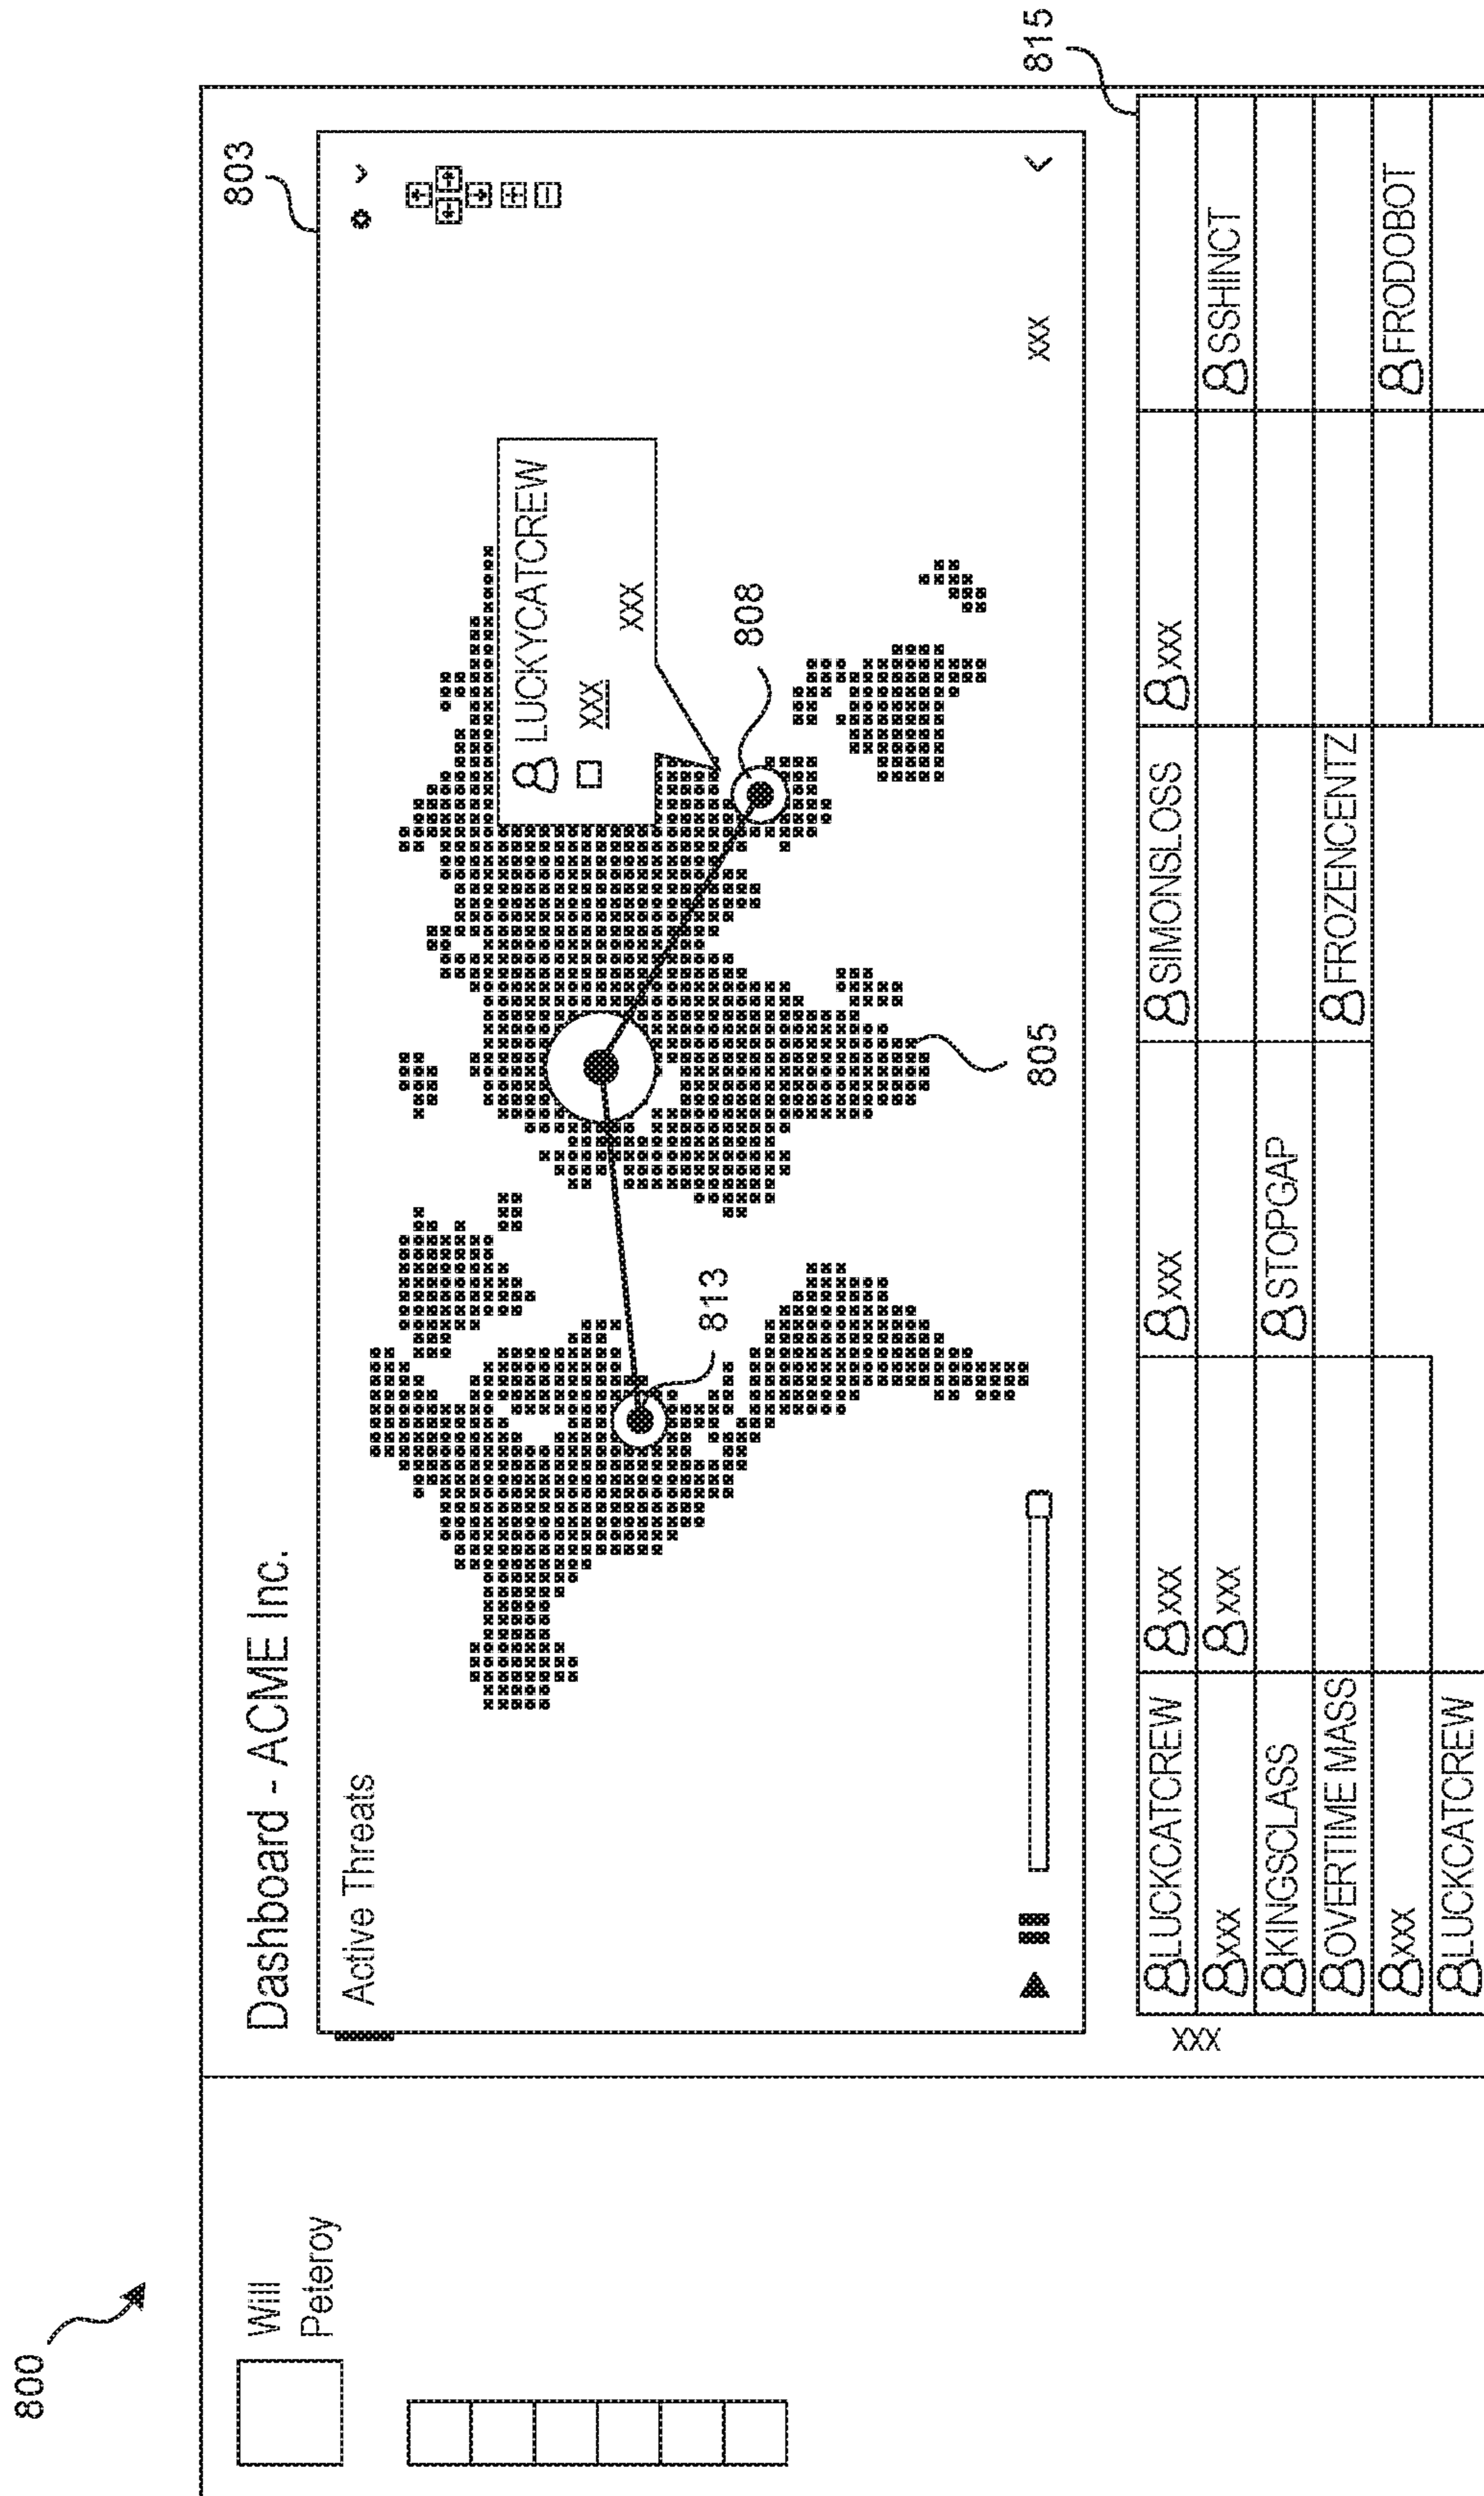 800
Will
Peteroy
Dashboard - ACME Inc.
803
Active Threats
LUCKYCATCREW
XXX
XXX
808
813
805
XXX
815
XXX
LUCKCATCREW XXX XXX SIMONSLOSS XXX
XXX XXX SSHINCT
KINGSCLASS STOPGAP
OVERTIME MASS FROZENCENTZ
XXX FRODOBOT
LUCKCATCREW